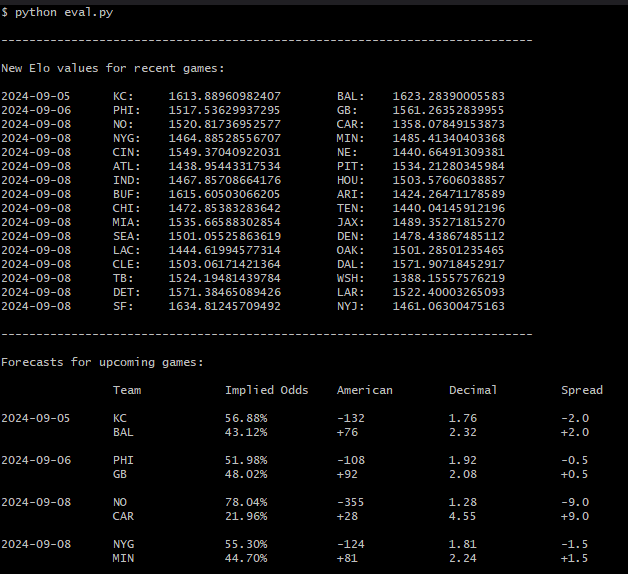 $ python eval.py
----------------------------------------------------------------------------
New Elo values for recent games:
2024-09-05 KC: 1613.88960982407 BAL: 1623.28390005583
2024-09-06 PHI: 1517.53629937295 GB: 1561.26352839955
2024-09-08 NO: 1520.81736952577 CAR: 1358.07849153873
2024-09-08 NYG: 1464.88528556707 MIN: 1485.41340403368
2024-09-08 CIN: 1549.37040922031 NE: 1440.66491309381
2024-09-08 ATL: 1438.95443317534 PIT: 1534.21280345984
2024-09-08 IND: 1467.85708664176 HOU: 1503.57606038857
2024-09-08 BUF: 1615.60503066205 ARI: 1424.26471178589
2024-09-08 CHI: 1472.85383283642 TEN: 1440.04145912196
2024-09-08 MIA: 1535.66588302854 JAX: 1489.35271815270
2024-09-08 SEA: 1501.05525863619 DEN: 1478.43867485112
2024-09-08 LAC: 1444.61994577314 OAK: 1501.28501235465
2024-09-08 CLE: 1503.06171421364 DAL: 1571.90718452917
2024-09-08 TB: 1524.19481439784 WSH: 1388.15557576219
2024-09-08 DET: 1571.38465089426 LAR: 1522.40003265093
2024-09-08 SF: 1634.81245709492 NYJ: 1461.06300475163
----------------------------------------------------------------------------
Forecasts for upcoming games:
Team Implied Odds American Decimal Spread
2024-09-05 KC 56.88% -132 1.76 -2.0
BAL 43.12% +76 2.32 +2.0
2024-09-06 PHI 51.98% -108 1.92 -0.5
GB 48.02% +92 2.08 +0.5
2024-09-08 NO 78.04% -355 1.28 -9.0
CAR 21.96% +28 4.55 +9.0
2024-09-08 NYG 55.30% -124 1.81 -1.5
MIN 44.70% +81 2.24 +1.5